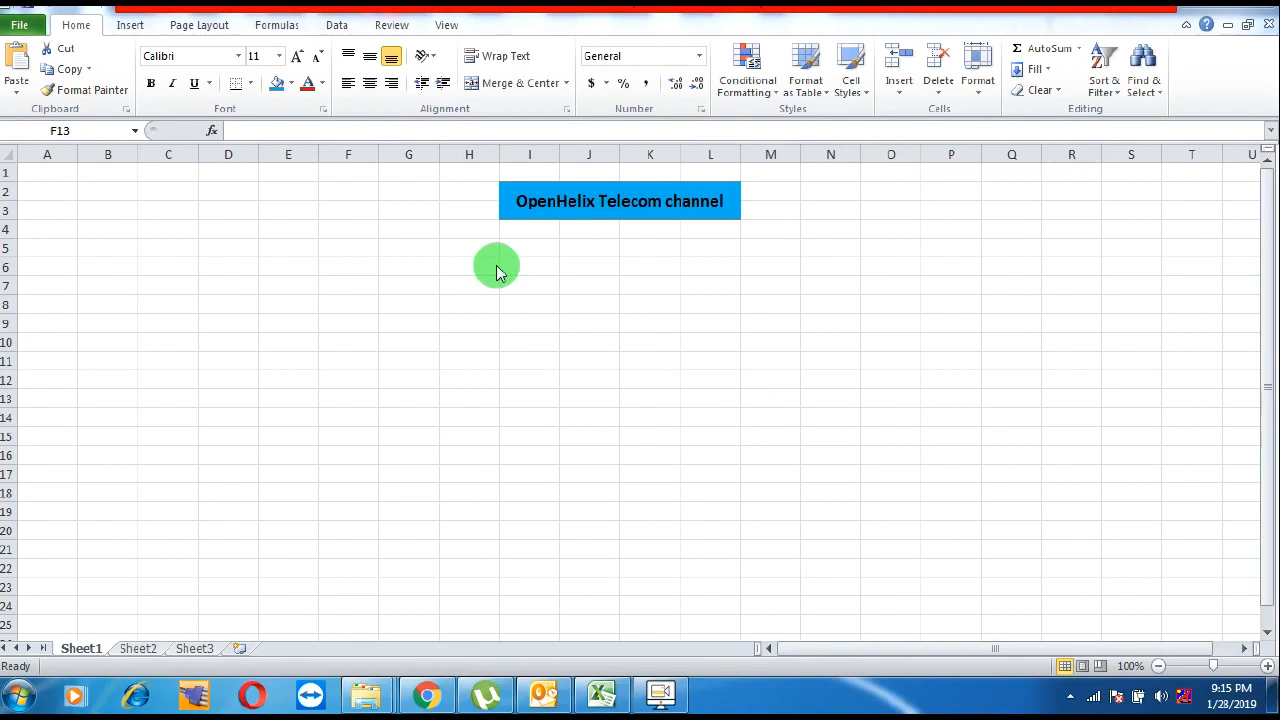 File Home Insert Page Layout Formulas Data Review View
Cut
Calibri 11 Wrap Text General AutoSum
Copy Fill
Paste Format Painter B I U Merge & Center $ % , Conditional Formatting Format as Table Cell Styles Insert Delete Format Clear Sort & Filter Find & Select
Clipboard Font Alignment Number Styles Cells Editing
F13 fx
A B C D E F G H I J K L M N O P Q R S T U
1
2
OpenHelix Telecom channel
3
4
5
6
7
8
9
10
11
12
13
14
15
16
17
18
19
20
21
22
23
24
25
Sheet1 Sheet2 Sheet3
Ready 100%
9:15 PM
1/28/2019